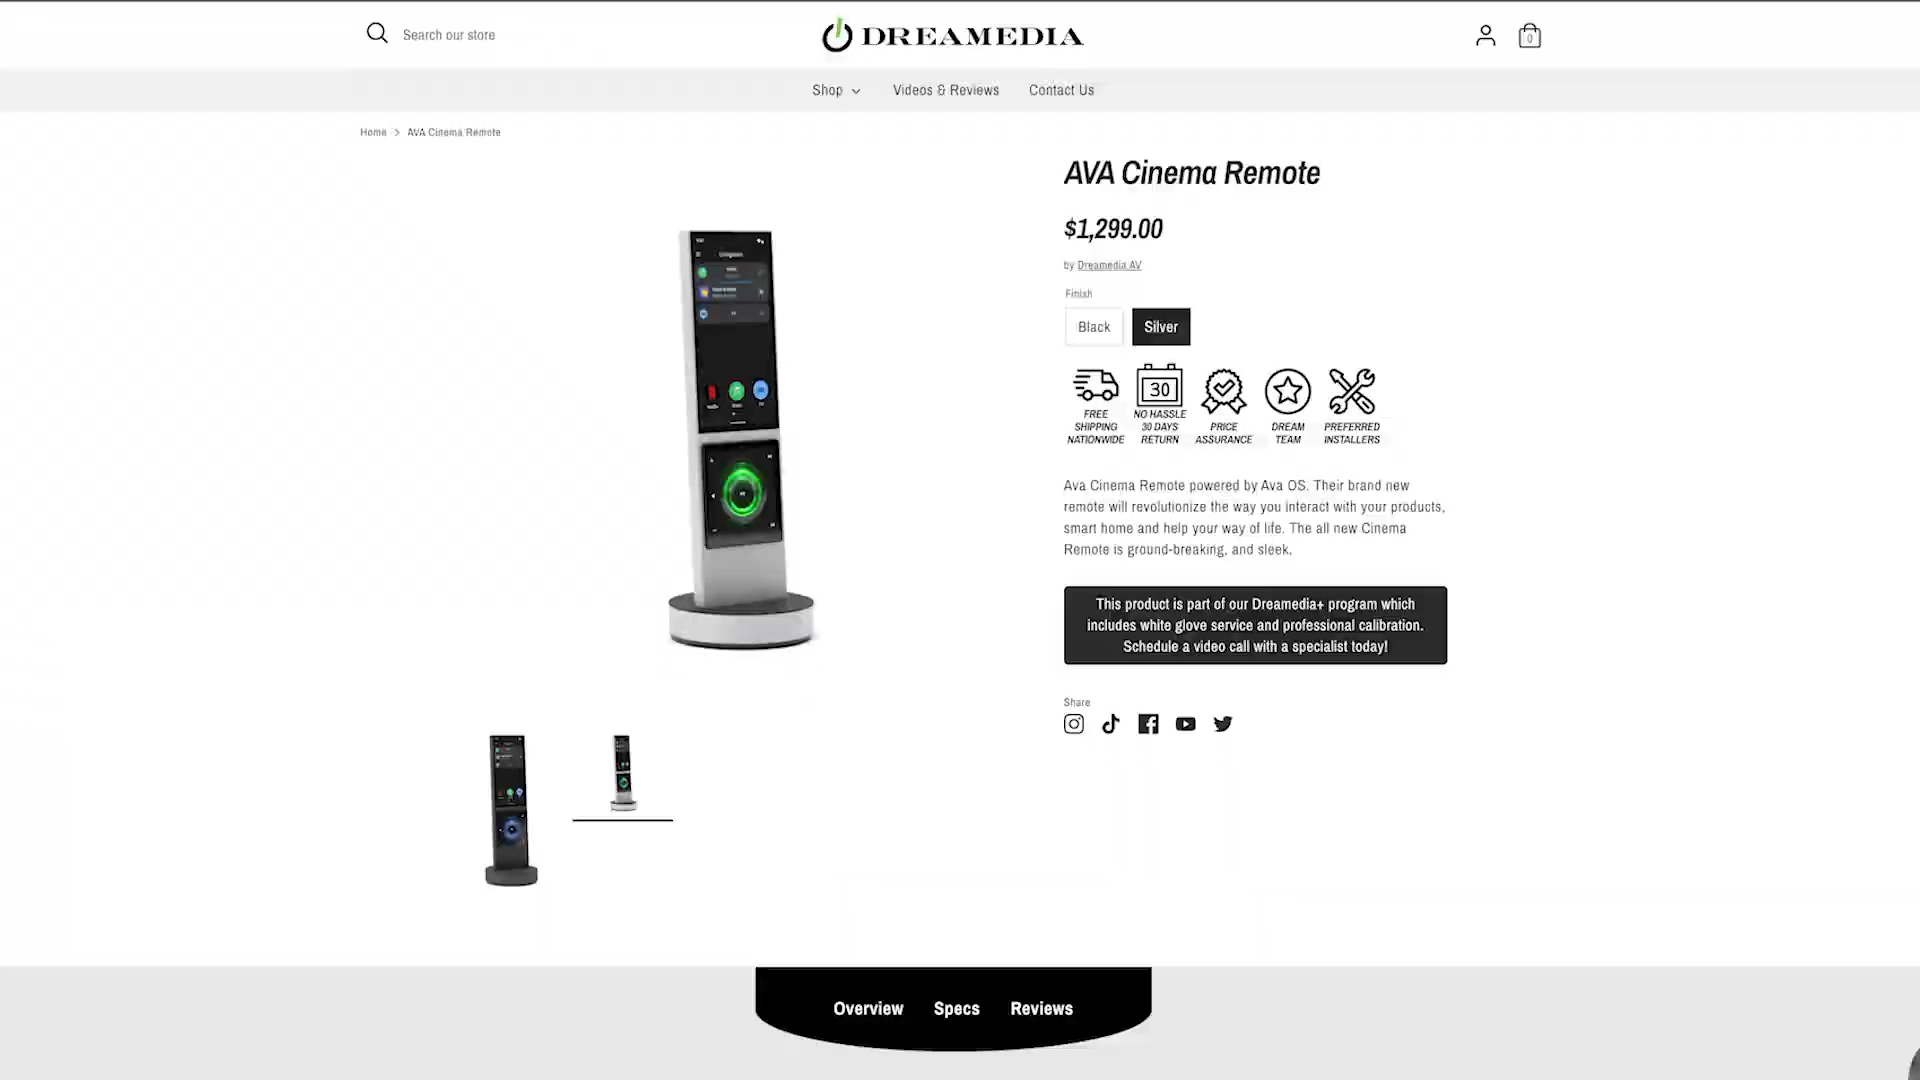 Search our store
DREAMEDIA
0
Shop
Videos & Reviews
Contact Us
Home > AVA Cinema Remote
AVA Cinema Remote
$1,299.00
by Dreamedia AV
Finish
Black
Silver
30
FREE
SHIPPING
NATIONWIDE
NO HASSLE
30 DAYS
RETURN
PRICE
ASSURANCE
DREAM
TEAM
PREFERRED
INSTALLERS
Ava Cinema Remote powered by Ava OS. Their brand new
remote will revolutionize the way you interact with your products,
smart home and help your way of life. The all new Cinema
Remote is ground-breaking, and sleek.
This product is part of our Dreamedia+ program which
includes white glove service and professional calibration.
Schedule a video call with a specialist today!
Share
Overview
Specs
Reviews